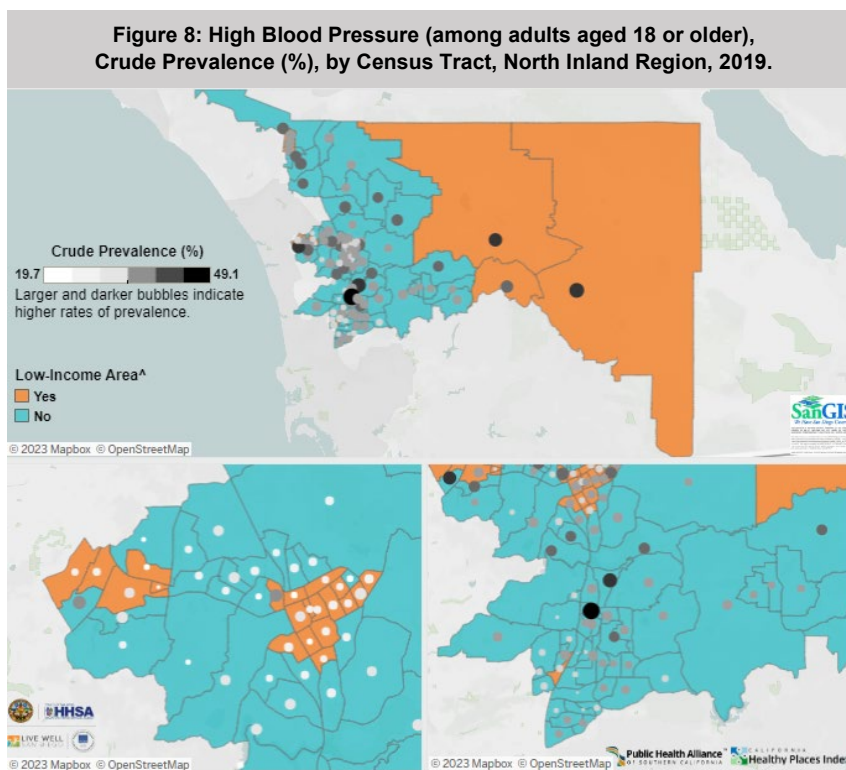 Figure 8: High Blood Pressure (among adults aged 18 or older),
Crude Prevalence (%), by Census Tract, North Inland Region, 2019.
Crude Prevalence (%)
19.7 49.1
Larger and darker bubbles indicate
higher rates of prevalence.
Low-Income Area^
Yes
No
SanGIS
© 2023 Mapbox © OpenStreetMap
HHSA
LIVE WELL
SAN DIEGO
Public Health Alliance
OF SOUTHERN CALIFORNIA
CALIFORNIA
Healthy Places Index
© 2023 Mapbox © OpenStreetMap
© 2023 Mapbox © OpenStreetMap